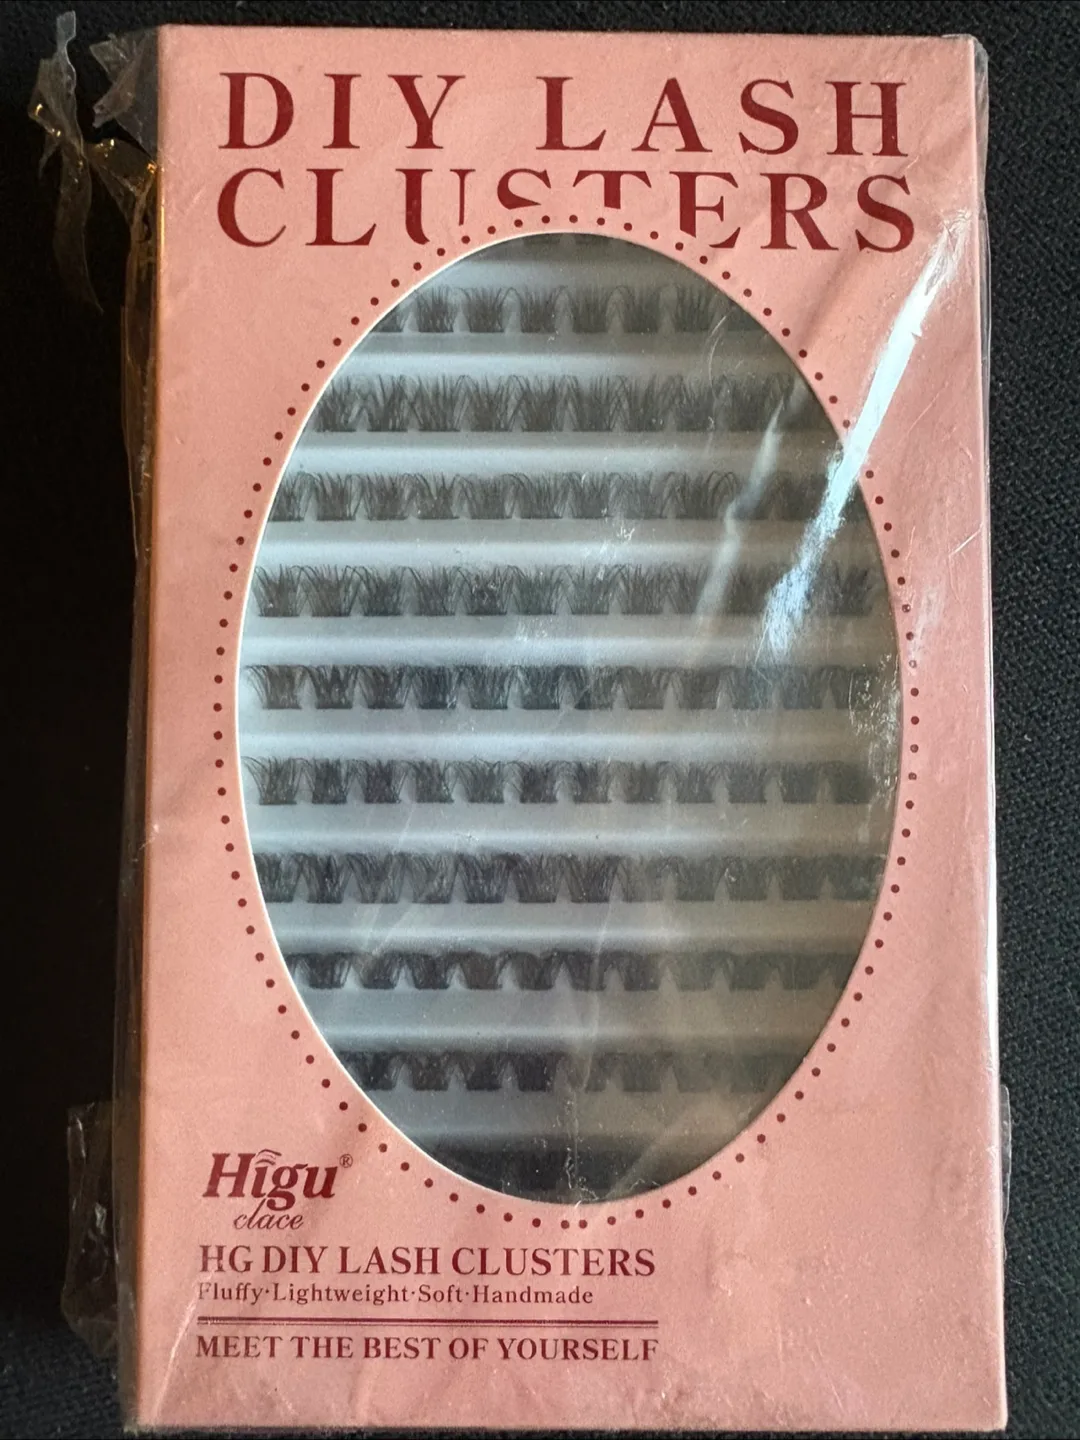 DIY LASH
CLUSTERS
Higu®
clace
HG DIY LASH CLUSTERS
Fluffy·Lightweight·Soft·Handmade
MEET THE BEST OF YOURSELF